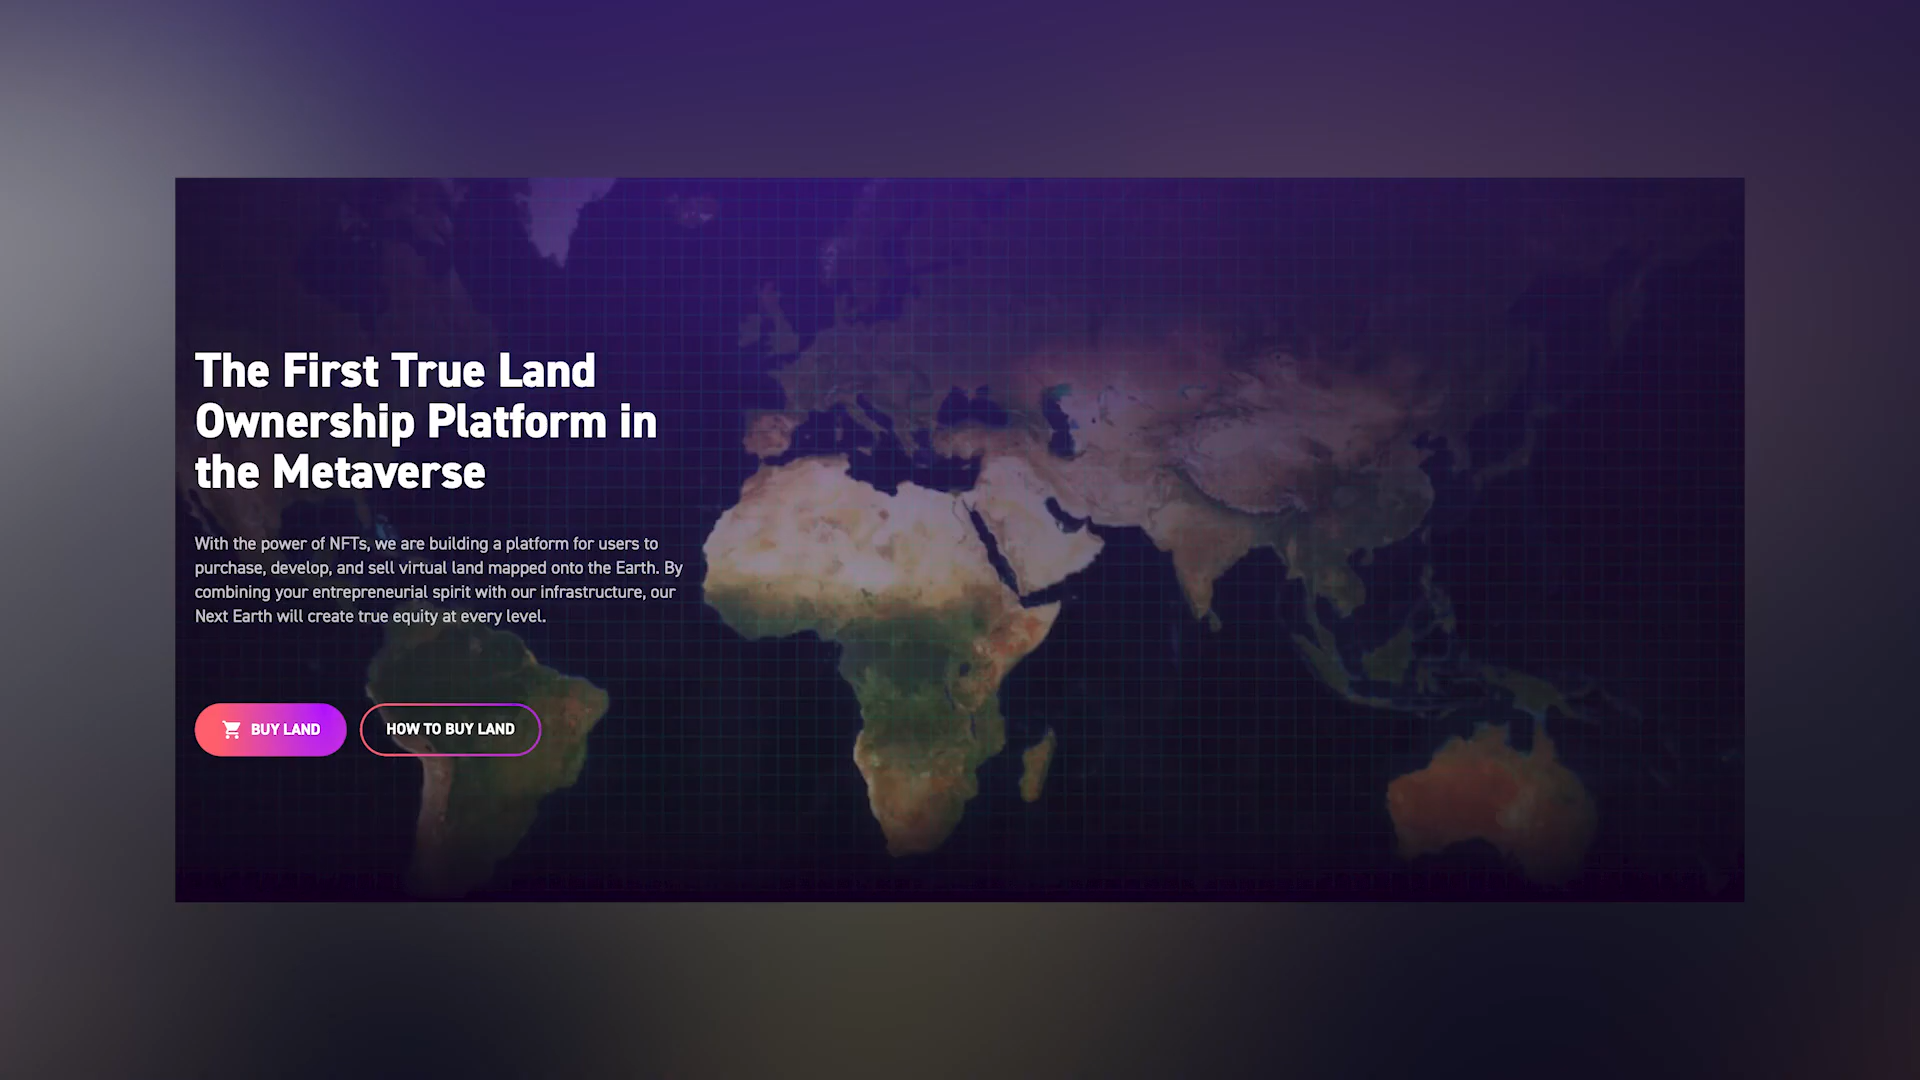 The First True Land
Ownership Platform in
the Metaverse
With the power of NFTs, we are building a platform for users to
purchase, develop, and sell virtual land mapped onto the Earth. By
combining your entrepreneurial spirit with our infrastructure, our
Next Earth will create true equity at every level.
BUY LAND
HOW TO BUY LAND